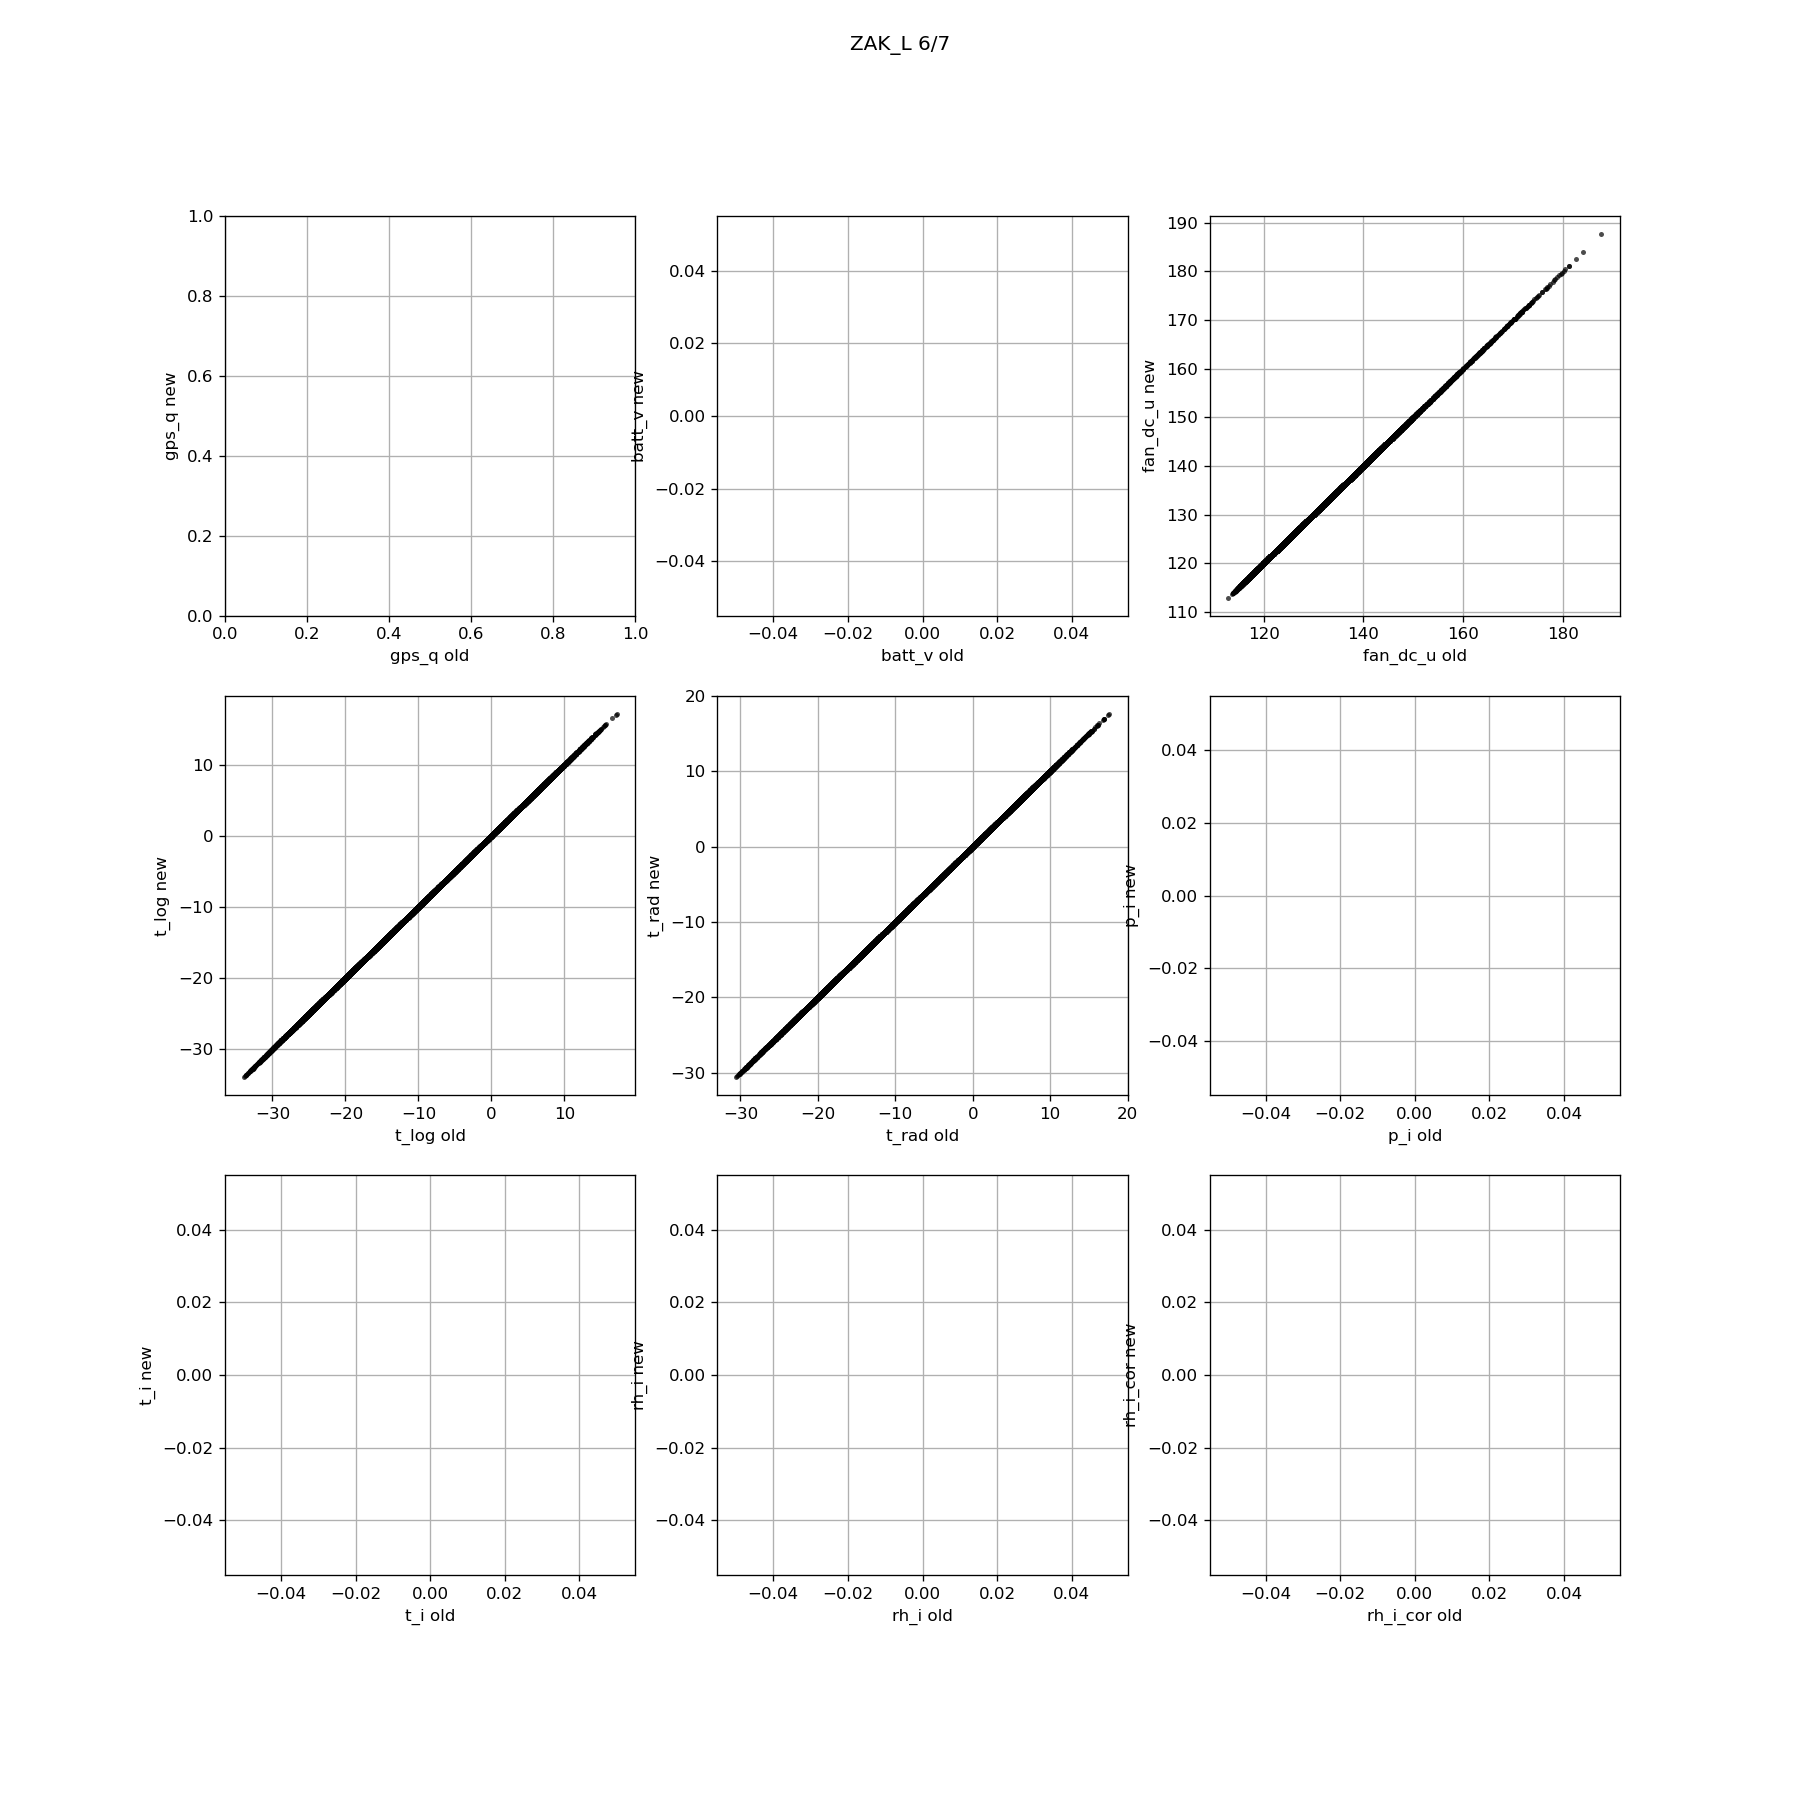 ZAK_L 6/7
1.0
0.8
0.6
0.4
0.2
0.0
gps_q new
0.0 0.2 0.4 0.6 0.8 1.0
gps_q old
0.04
0.02
0.00
−0.02
−0.04
batt_v new
−0.04 −0.02 0.00 0.02 0.04
batt_v old
190
180
170
160
150
140
130
120
110
fan_dc_u new
120 140 160 180
fan_dc_u old
10
0
−10
−20
−30
t_log new
−30 −20 −10 0 10
t_log old
20
10
0
−10
−20
−30
t_rad new
−30 −20 −10 0 10 20
t_rad old
0.04
0.02
0.00
−0.02
−0.04
p_i new
−0.04 −0.02 0.00 0.02 0.04
p_i old
0.04
0.02
0.00
−0.02
−0.04
t_i new
−0.04 −0.02 0.00 0.02 0.04
t_i old
0.04
0.02
0.00
−0.02
−0.04
rh_i new
−0.04 −0.02 0.00 0.02 0.04
rh_i old
0.04
0.02
0.00
−0.02
−0.04
rh_i_cor new
−0.04 −0.02 0.00 0.02 0.04
rh_i_cor old